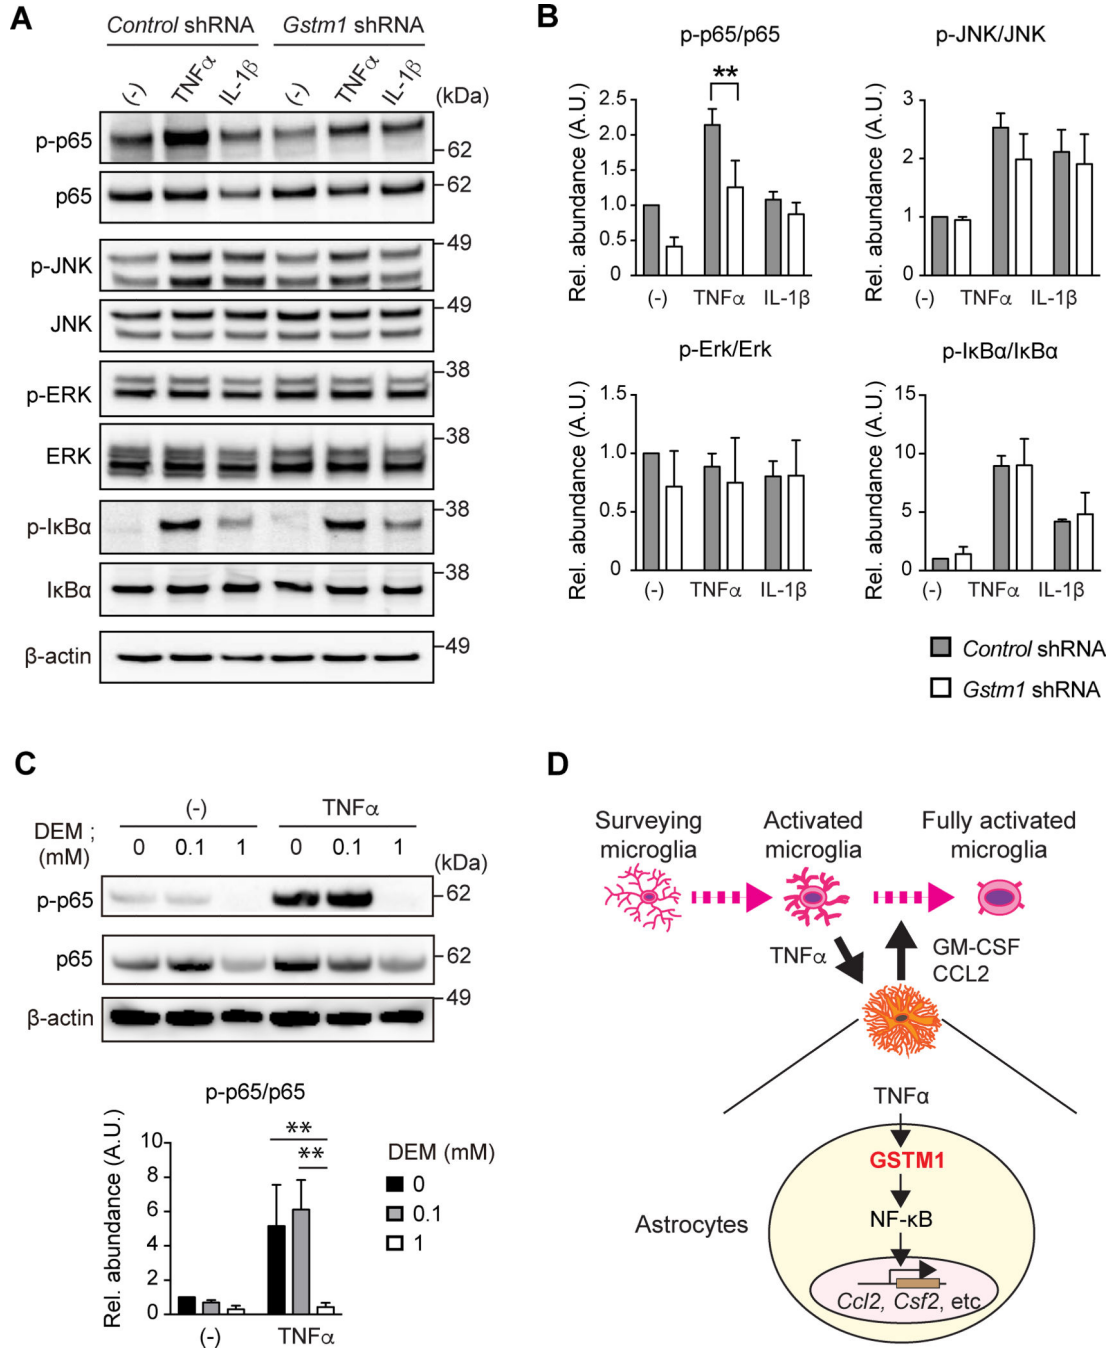 A
Control shRNA Gstm1 shRNA
(-) TNFα IL-1β (-) TNFα IL-1β (kDa)
p-p65
62
p65
62
p-JNK
49
JNK
49
p-ERK
38
ERK
38
p-IκBα
38
IκBα
38
β-actin
49
B
p-p65/p65
**
Rel. abundance (A.U.)
2.5
2.0
1.5
1.0
0.5
0
(-) TNFα IL-1β
p-JNK/JNK
Rel. abundance (A.U.)
3
2
1
0
(-) TNFα IL-1β
p-Erk/Erk
Rel. abundance (A.U.)
1.5
1.0
0.5
0
(-) TNFα IL-1β
p-IκBα/IκBα
Rel. abundance (A.U.)
15
10
5
0
(-) TNFα IL-1β
Control shRNA
Gstm1 shRNA
C
(-) TNFα
DEM ;
(mM)
0 0.1 1 0 0.1 1
(kDa)
p-p65
62
p65
62
49
β-actin
p-p65/p65
Rel. abundance (A.U.)
10
8
6
4
2
0
**
**
(-) TNFα
DEM (mM)
0
0.1
1
D
Surveying
microglia
Activated
microglia
Fully activated
microglia
TNFα
GM-CSF
CCL2
TNFα
GSTM1
NF-κB
Astrocytes
Ccl2, Csf2, etc